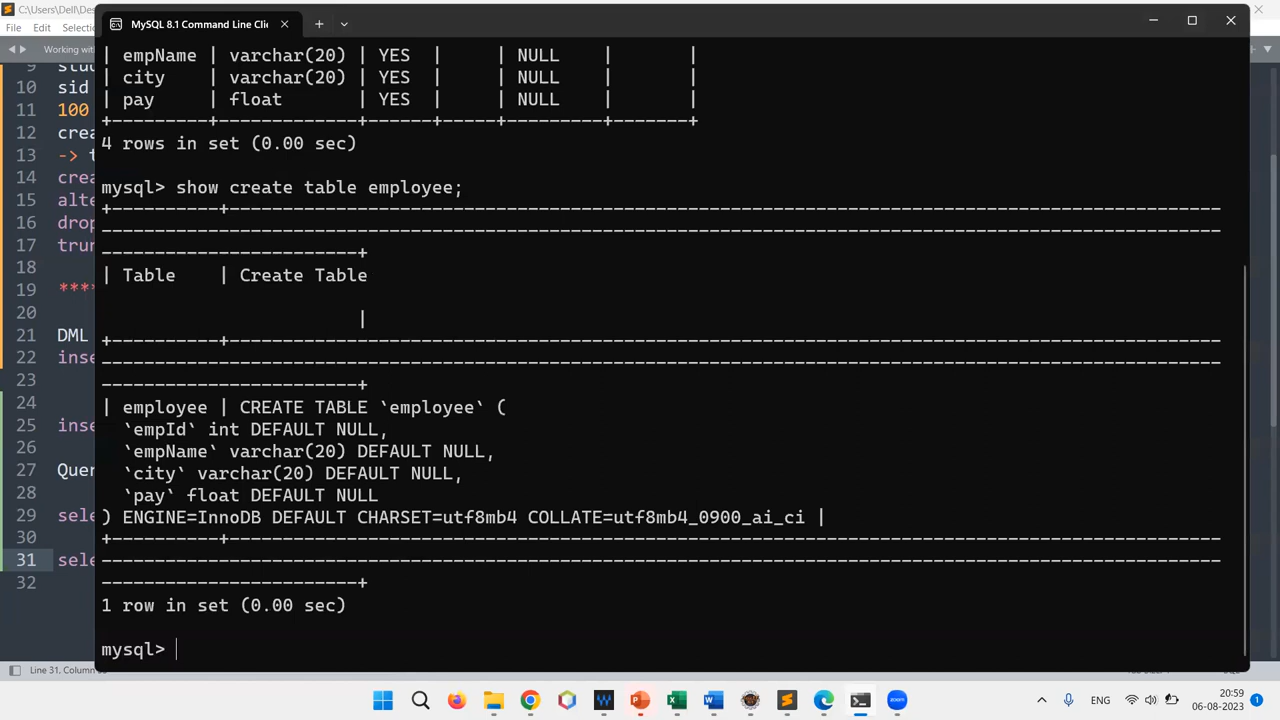 C:\Users\Dell\Des
File Edit
Working with
MySQL 8.1 Command Line Cli
9 stu
10 sid
11 100
12 crea
13 -> t
14 crea
15 alte
16 drop
17 trun
18
19 ****
20
21 DML
22 inse
23
24
25 inse
26
27 Quer
28
29 sele
30
31 sele
32
| empName | varchar(20) | YES | | NULL | |
| city | varchar(20) | YES | | NULL | |
| pay | float | YES | | NULL | |
+---------+-------------+------+-----+---------+-------+
4 rows in set (0.00 sec)
mysql> show create table employee;
+----------+---------------------------------------------------------------------------------------------
---------------------------------------------------------------------------------------------------------
------------------------+
| Table | Create Table
|
+----------+---------------------------------------------------------------------------------------------
---------------------------------------------------------------------------------------------------------
------------------------+
| employee | CREATE TABLE `employee` (
`empId` int DEFAULT NULL,
`empName` varchar(20) DEFAULT NULL,
`city` varchar(20) DEFAULT NULL,
`pay` float DEFAULT NULL
) ENGINE=InnoDB DEFAULT CHARSET=utf8mb4 COLLATE=utf8mb4_0900_ai_ci |
+----------+---------------------------------------------------------------------------------------------
---------------------------------------------------------------------------------------------------------
------------------------+
1 row in set (0.00 sec)
mysql>
Line 31, Column
ENG
20:59
06-08-2023
1